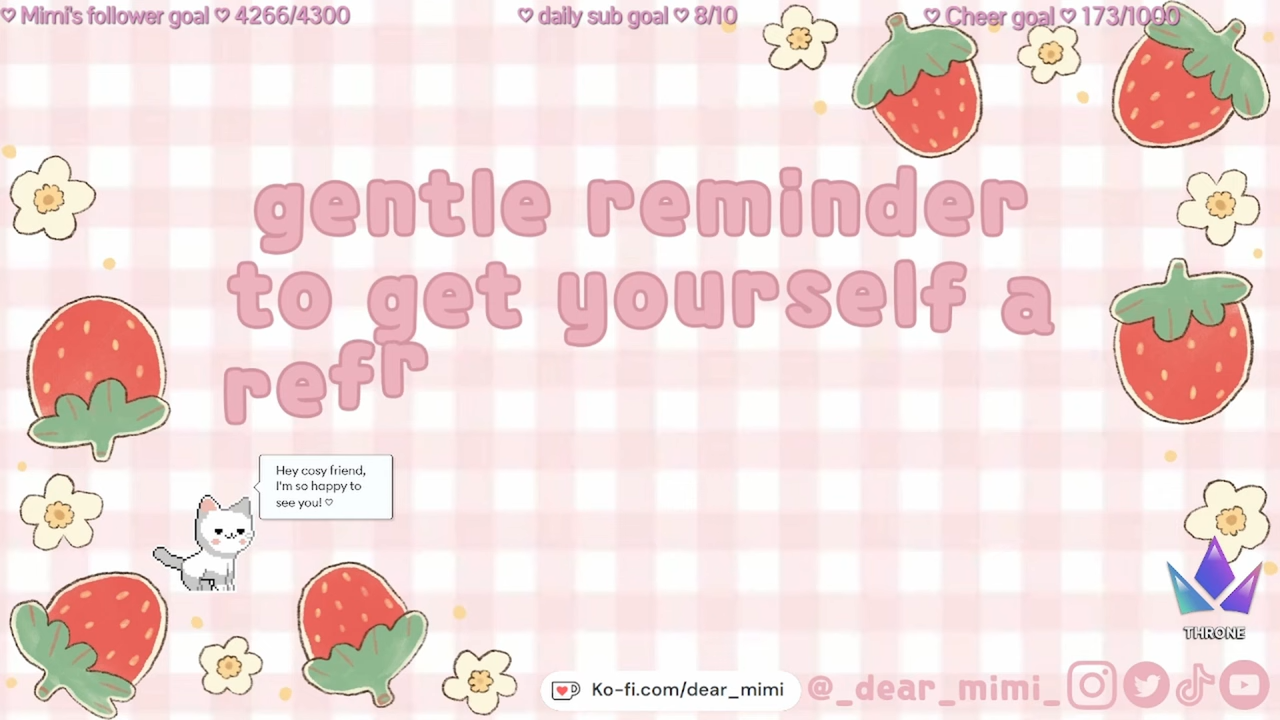 ♡ Mimi's follower goal ♡ 4266/4300
♡ daily sub goal ♡ 8/10
♡ Cheer goal ♡ 173/1000
gentle reminder
to get yourself a
refr
Hey cosy friend,
I'm so happy to
see you! ♡
THRONE
Ko-fi.com/dear_mimi
@_dear_mimi_